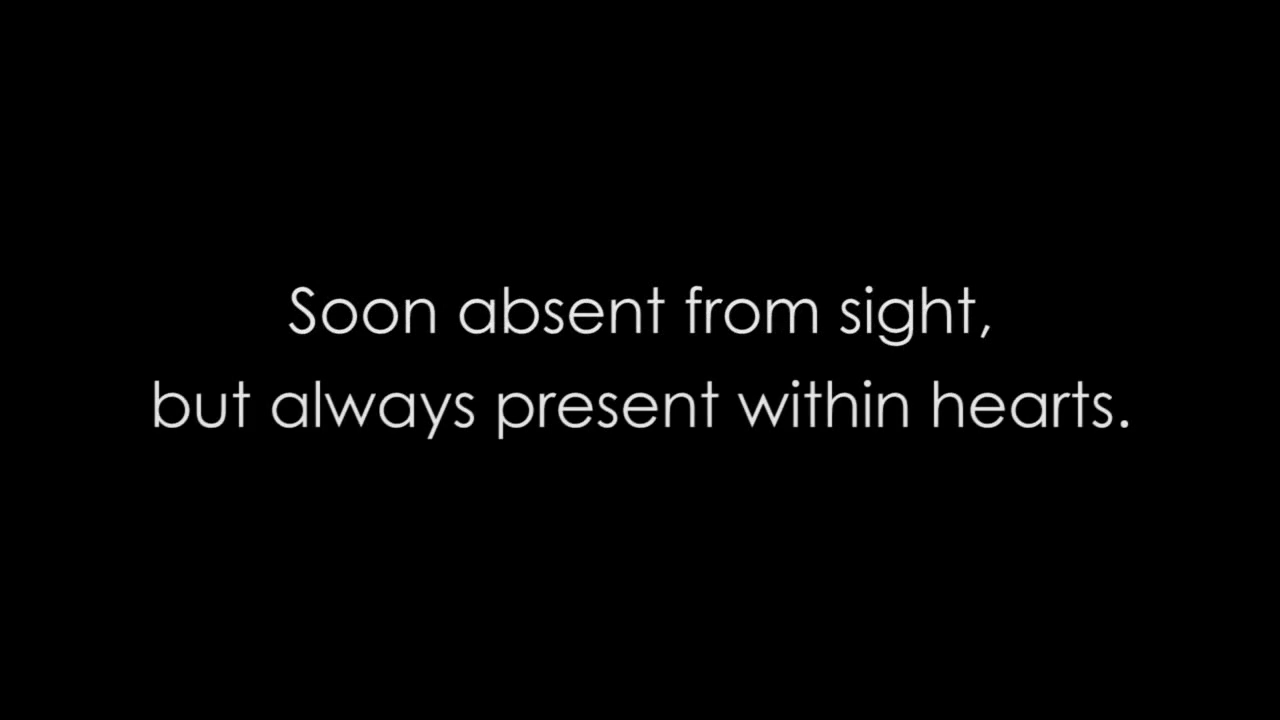 Soon absent from sight,
but always present within hearts.